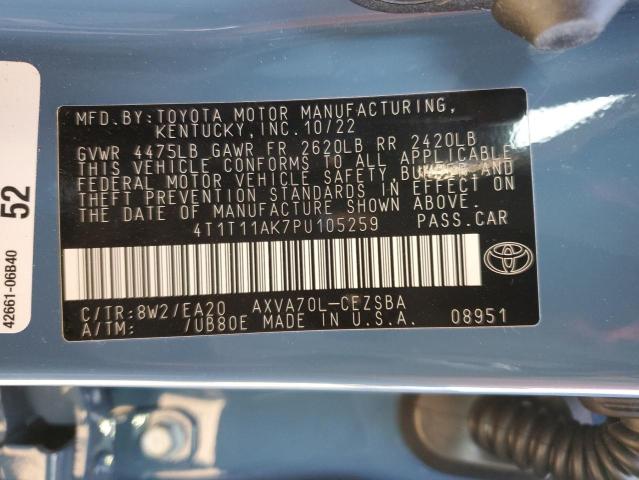 MFD.BY:TOYOTA MOTOR MANUFACTURING,
KENTUCKY,INC.10/22
GVWR 4475LB GAWR FR 2620LB RR 2420LB
THIS VEHICLE CONFORMS TO ALL APPLICABLE
FEDERAL MOTOR VEHICLE SAFETY,BUMPER,AND
THEFT PREVENTION STANDARDS IN EFFECT ON
THE DATE OF MANUFACTURE SHOWN ABOVE.
4T1T11AK7PU105259 PASS.CAR
C/TR:8W2/EA20 AXVA70L-CEZSBA
A/TM: /UB80E MADE IN U.S.A. 08951
52
42661-06B40